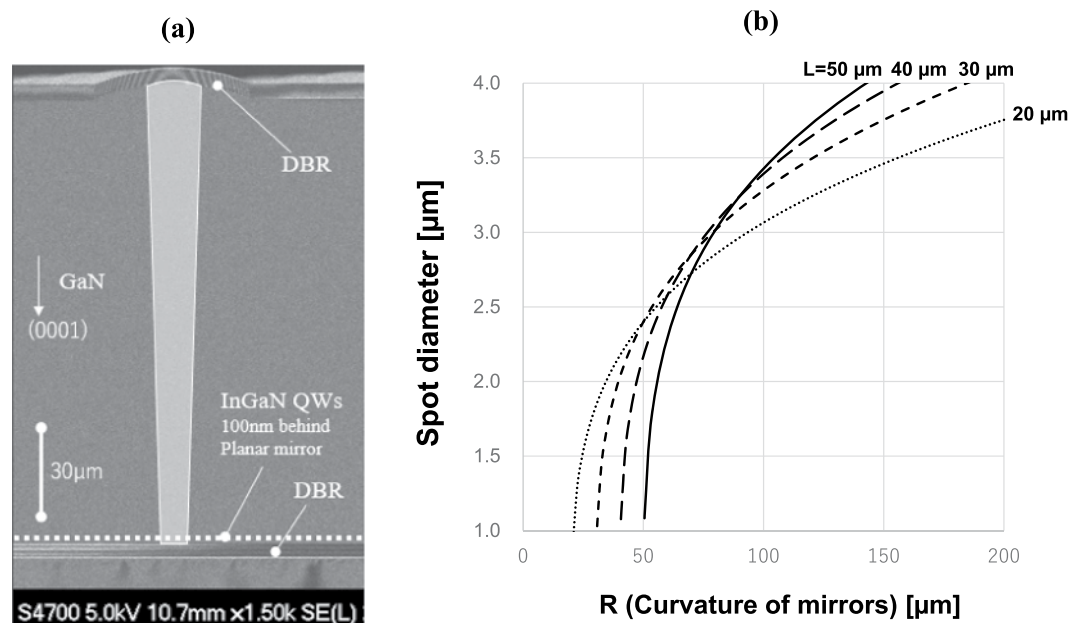 (a)
DBR
GaN
(0001)
InGaN QWs
100nm behind
Planar mirror
30μm
DBR
S4700 5.0kV 10.7mm x1.50k SE(L)
(b)
L=50 μm 40 μm 30 μm
20 μm
4.0
3.5
3.0
2.5
2.0
1.5
1.0
Spot diameter [μm]
0 50 100 150 200
R (Curvature of mirrors) [μm]